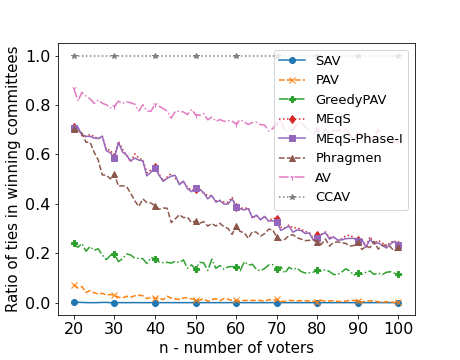 Ratio of ties in winning committees
1.0
0.8
0.6
0.4
0.2
0.0
SAV
PAV
GreedyPAV
MEqS
MEqS-Phase-I
Phragmen
AV
CCAV
20 30 40 50 60 70 80 90 100
n - number of voters